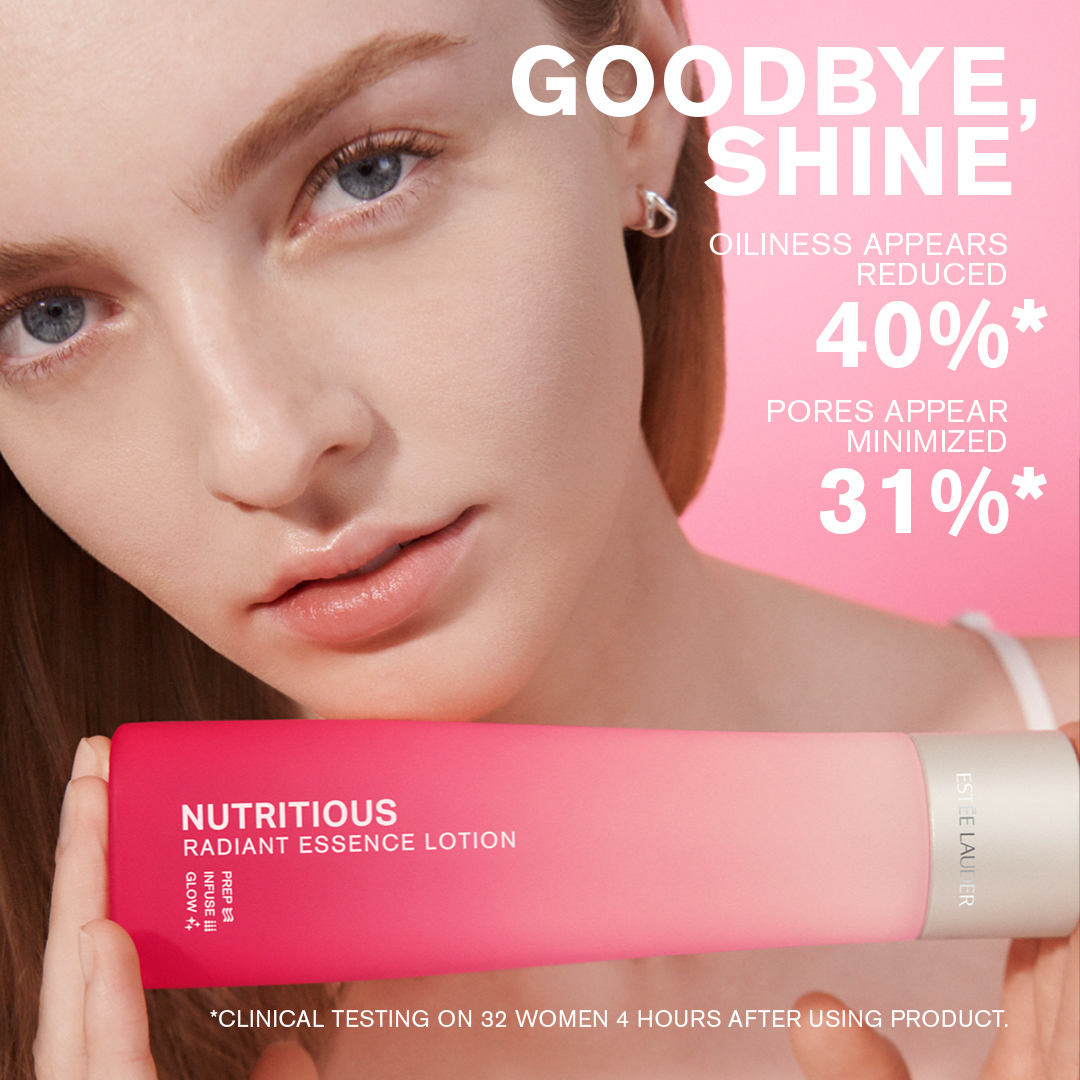 GOODBYE,
SHINE
OILINESS APPEARS
REDUCED
40%*
PORES APPEAR
MINIMIZED
31%*
NUTRITIOUS
RADIANT ESSENCE LOTION
PREP
INFUSE
GLOW
ESTÉE LAUDER
*CLINICAL TESTING ON 32 WOMEN 4 HOURS AFTER USING PRODUCT.